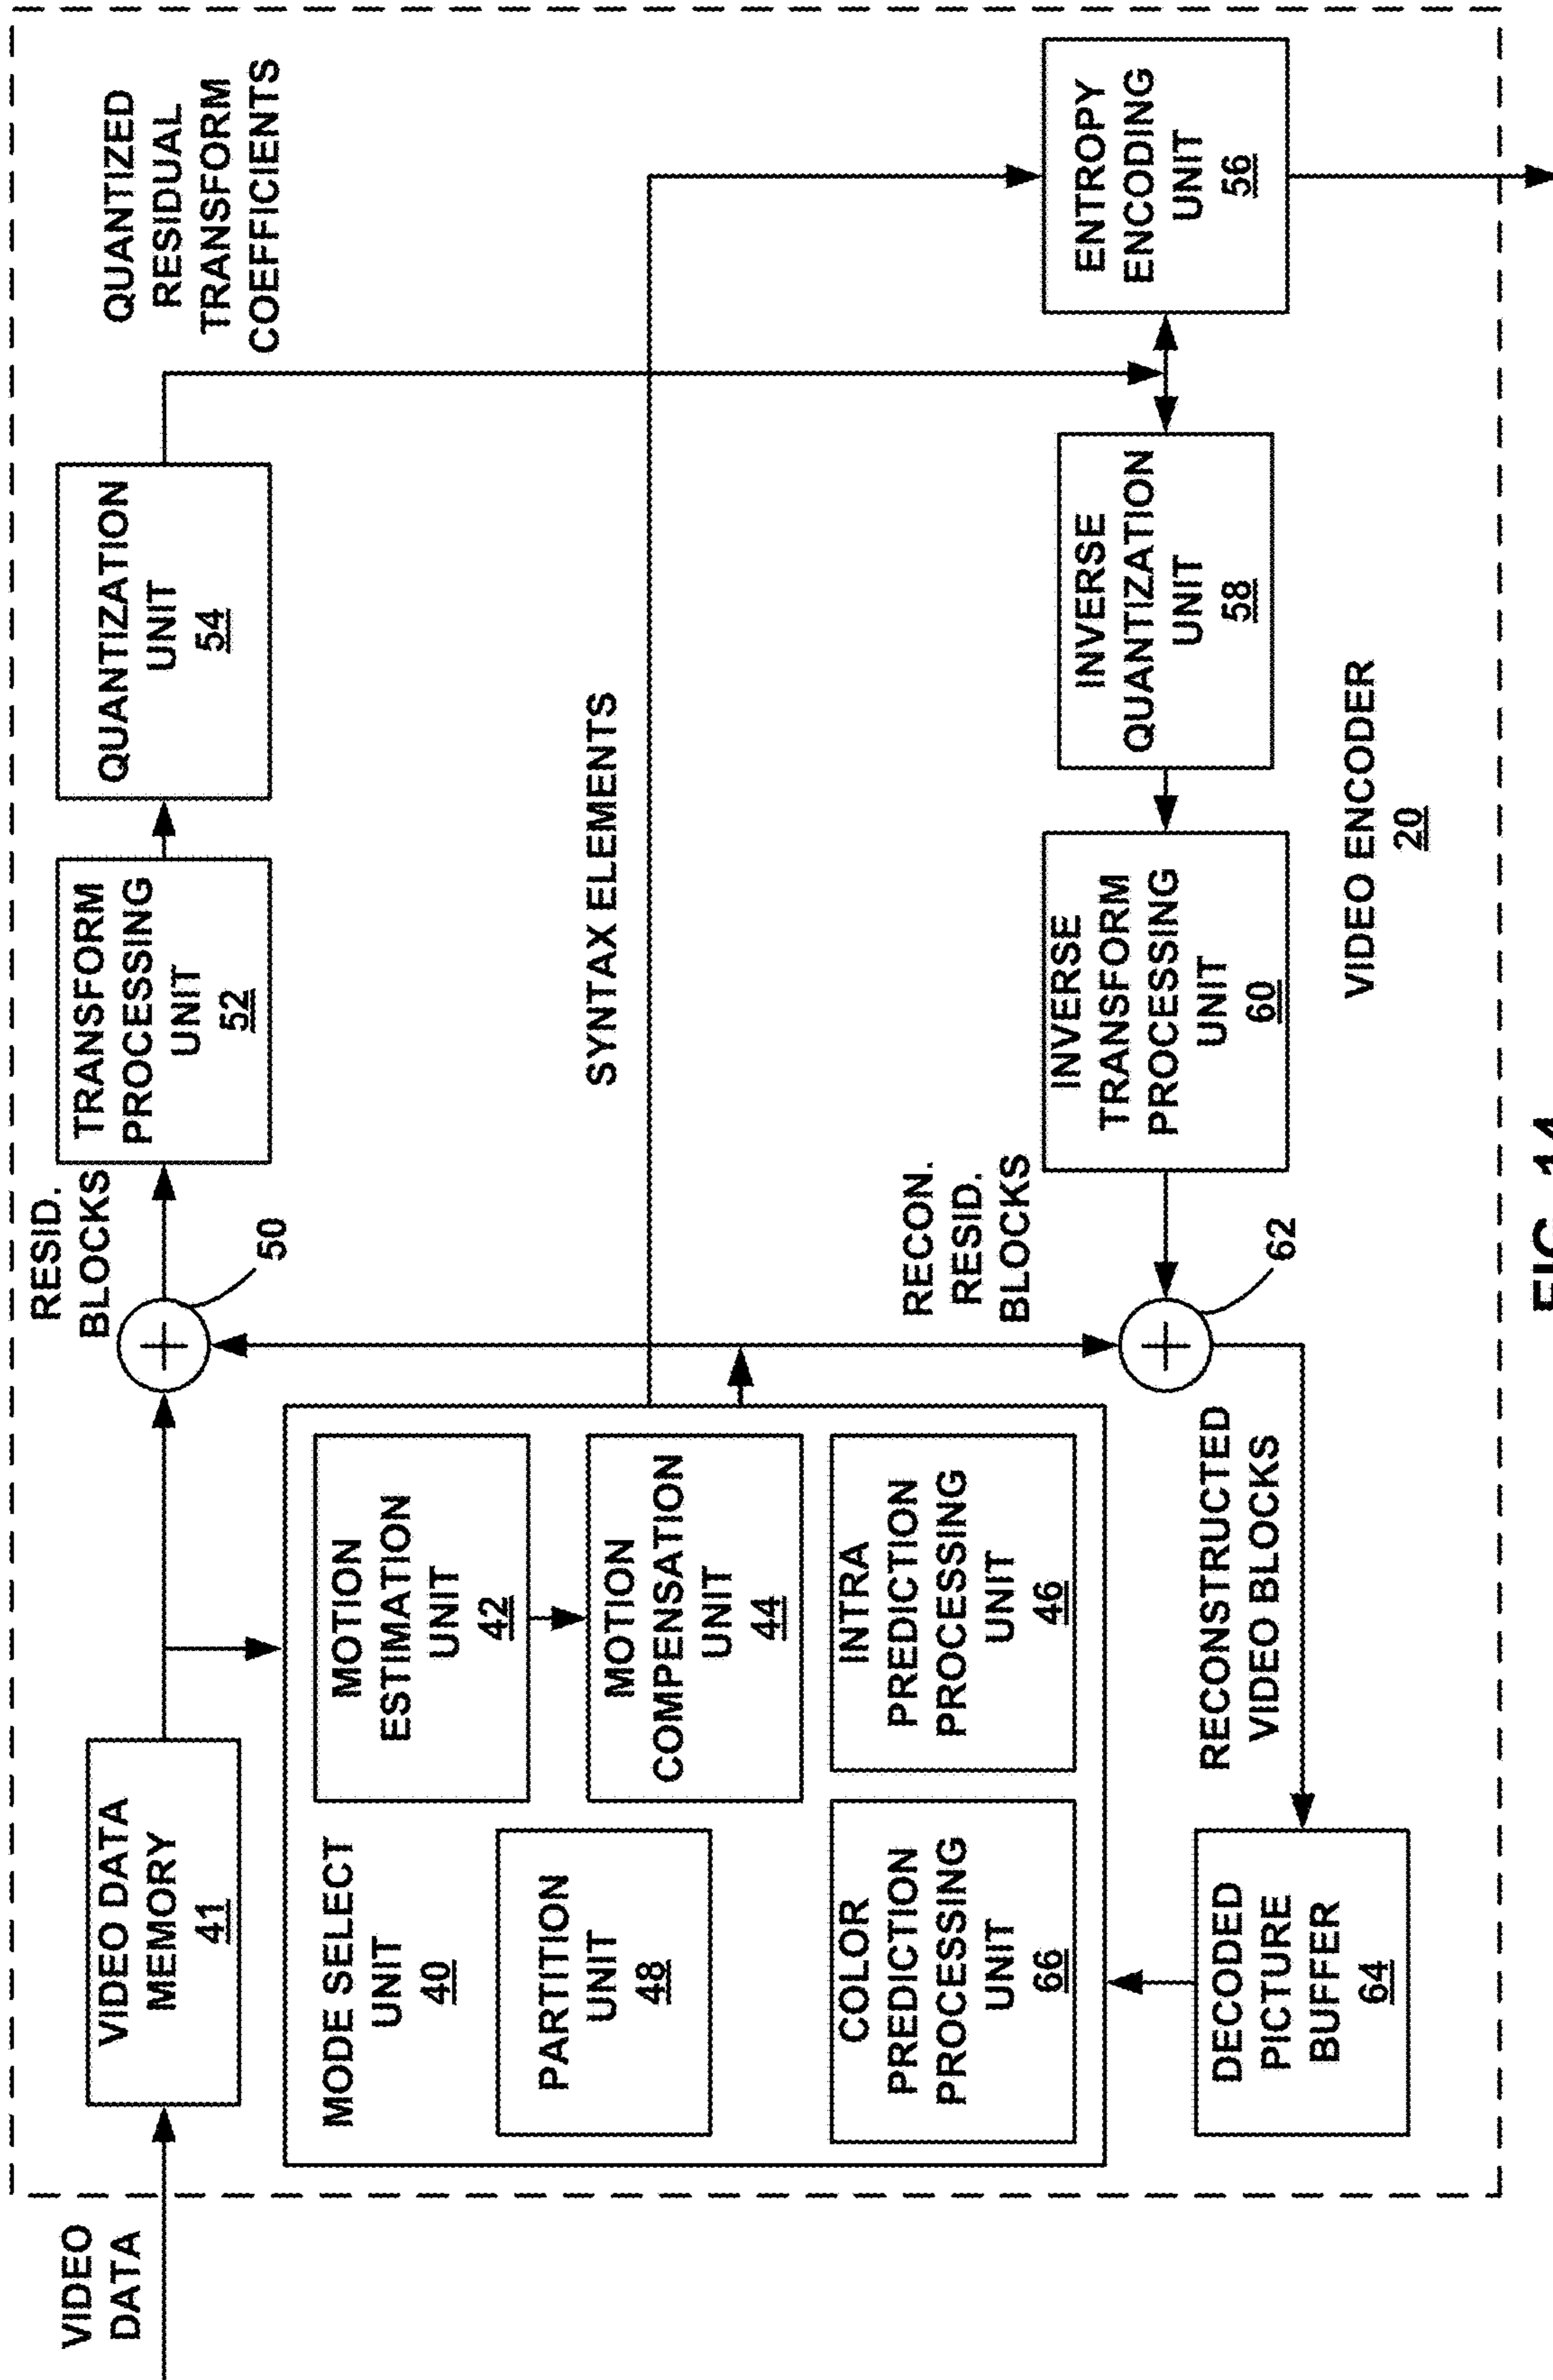 VIDEO
DATA
VIDEO DATA
MEMORY
41
RESID.
BLOCKS
50
TRANSFORM
PROCESSING
UNIT
52
QUANTIZATION
UNIT
54
QUANTIZED
RESIDUAL
TRANSFORM
COEFFICIENTS
MODE SELECT
UNIT
40
MOTION
ESTIMATION
UNIT
42
PARTITION
UNIT
48
MOTION
COMPENSATION
UNIT
44
SYNTAX ELEMENTS
COLOR
PREDICTION
PROCESSING
UNIT
66
INTRA
PREDICTION
PROCESSING
UNIT
46
RECON.
RESID.
BLOCKS
62
INVERSE
TRANSFORM
PROCESSING
UNIT
60
INVERSE
QUANTIZATION
UNIT
58
ENTROPY
ENCODING
UNIT
56
DECODED
PICTURE
BUFFER
64
RECONSTRUCTED
VIDEO BLOCKS
VIDEO ENCODER
20